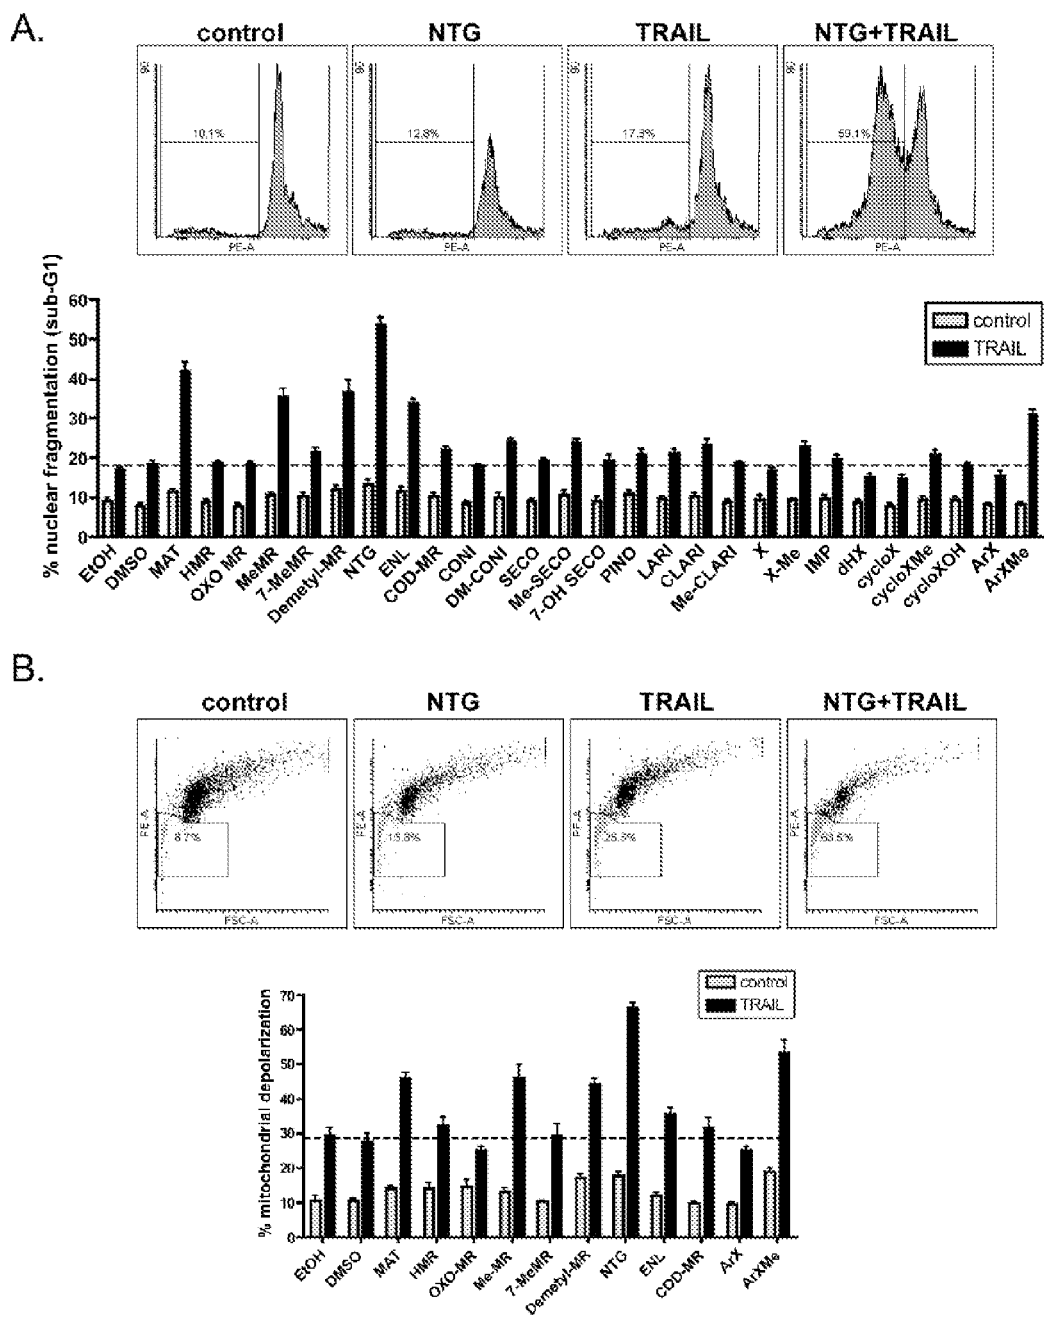 A.
control NTG TRAIL NTG+TRAIL
10.1% 12.8% 17.3% 59.1%
PE-A PE-A PE-A PE-A
% nuclear fragmentation (sub-G1)
60
50
40
30
20
10
0
control
TRAIL
EtOH DMSO MAT HMR OXO MR MeMR 7-MeMR Demetyl-MR NTG ENL COD-MR CONI DM-CONI SECO Me-SECO 7-OH SECO PINO LARI CLARI Me-CLARI X X-Me IMP dHX cycloX cycloXMe cycloXOH ArX ArXMe
B.
control NTG TRAIL NTG+TRAIL
PE-A PE-A PE-A PE-A
8.7%
FSC-A FSC-A FSC-A FSC-A
% mitochondrial depolarization
70
60
50
40
30
20
10
0
control
TRAIL
EtOH DMSO MAT HMR OXO-MR Me-MR 7-MeMR Demetyl-MR NTG ENL COD-MR ArX ArXMe